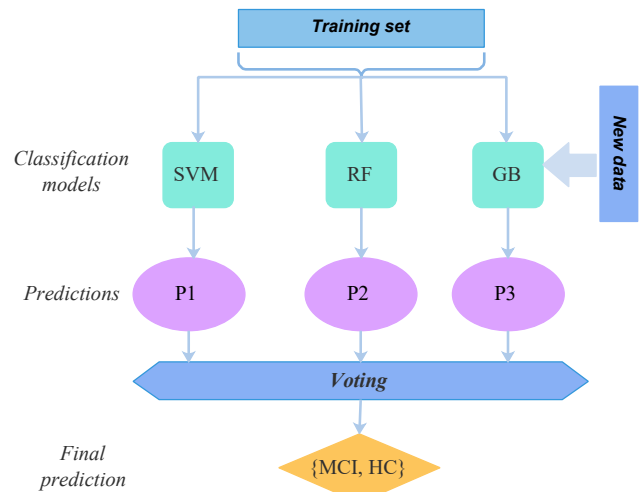 Training set
New data
Classification
models
SVM
RF
GB
Predictions
P1
P2
P3
Voting
Final
prediction
{MCI, HC}